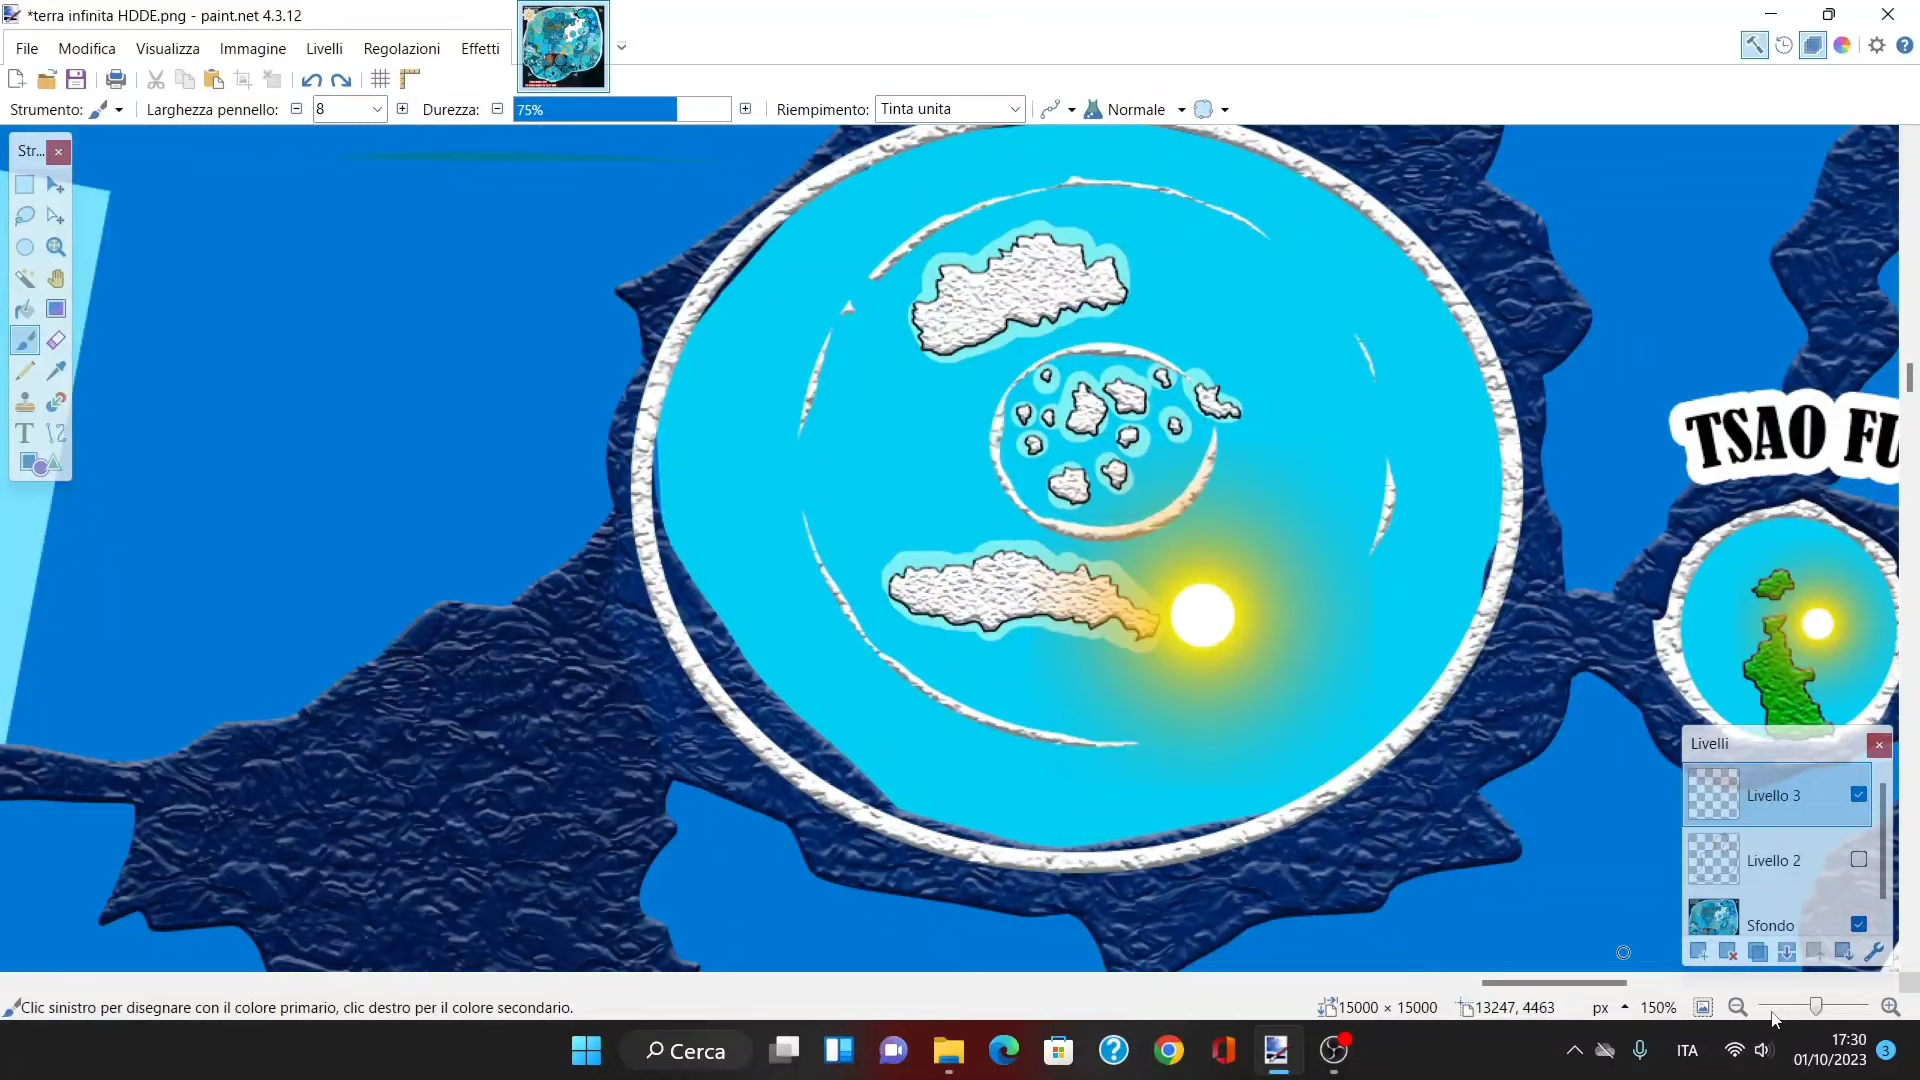 *terra infinita HDDE.png - paint.net 4.3.12
File Modifica Visualizza Immagine Livelli Regolazioni Effetti
Strumento: Larghezza pennello: 8 Durezza: 75% Riempimento: Tinta unita Normale
Str...
TSAO FU
Livelli
Livello 3
Livello 2
Sfondo
Clic sinistro per disegnare con il colore primario, clic destro per il colore secondario.
15000 × 15000 13247, 4463 px 150%
Cerca
ITA
17:30
01/10/2023
3